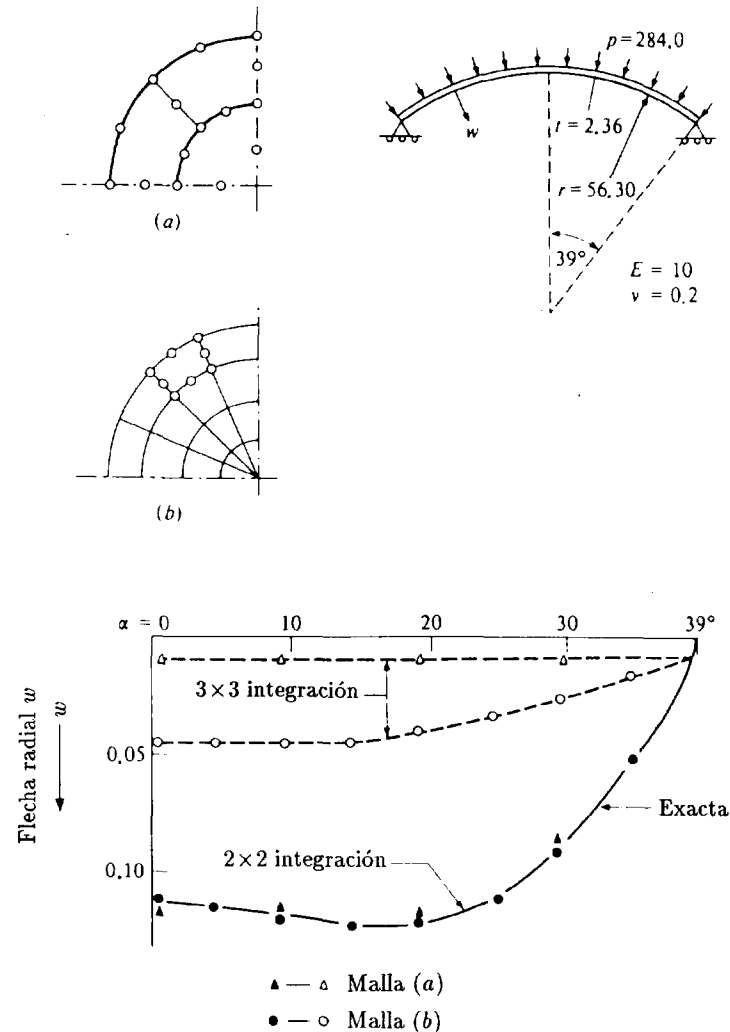 p = 284.0
w
t = 2.36
r = 56.30
39°
E = 10
ν = 0.2
(a)
(b)
α = 0 10 20 30 39°
3×3 integración
Flecha radial w
w
0.05
Exacta
2×2 integración
0.10
▲ — △ Malla (a)
● — ○ Malla (b)